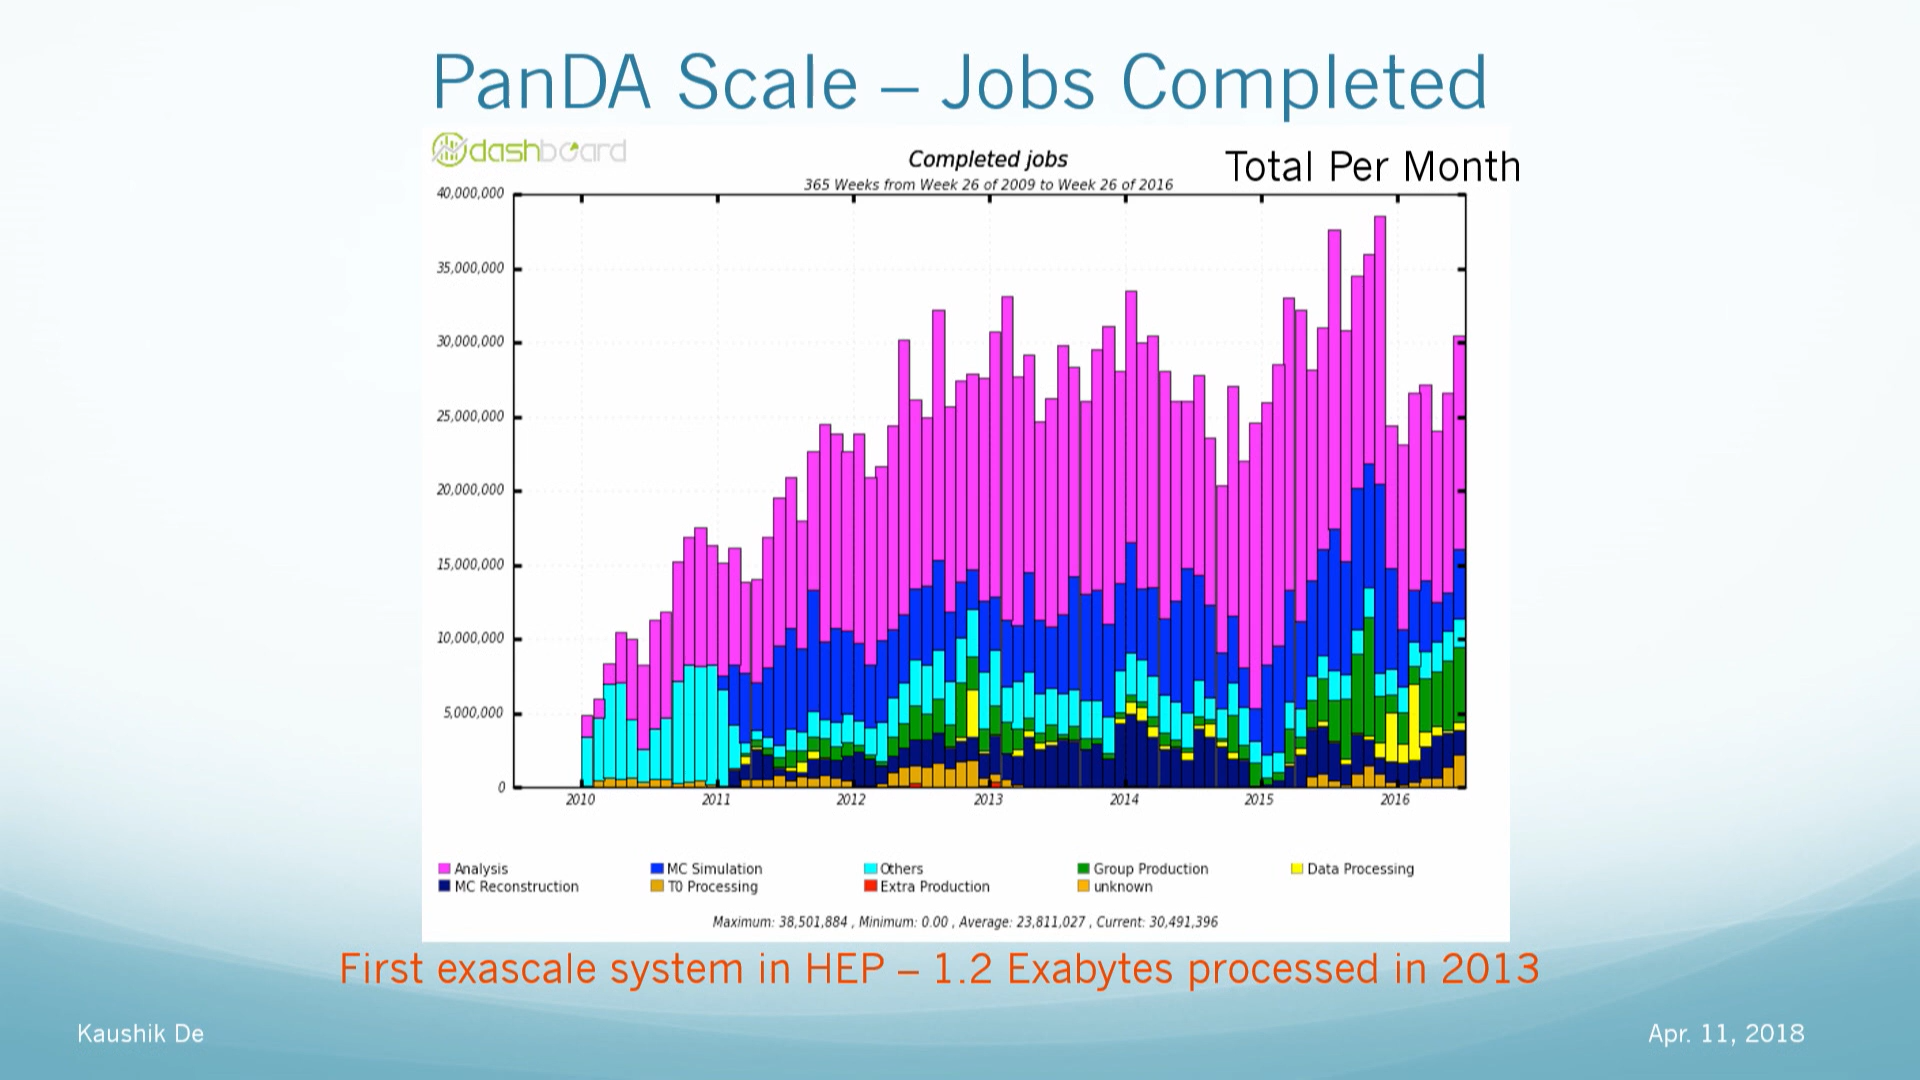 PanDA Scale – Jobs Completed
dashboard
Completed jobs
Total Per Month
365 Weeks from Week 26 of 2009 to Week 26 of 2016
40,000,000
35,000,000
30,000,000
25,000,000
20,000,000
15,000,000
10,000,000
5,000,000
0
2010 2011 2012 2013 2014 2015 2016
Analysis MC Simulation Others Group Production Data Processing
MC Reconstruction T0 Processing Extra Production unknown
Maximum: 38,501,884 , Minimum: 0.00 , Average: 23,811,027 , Current: 30,491,396
First exascale system in HEP – 1.2 Exabytes processed in 2013
Kaushik De
Apr. 11, 2018